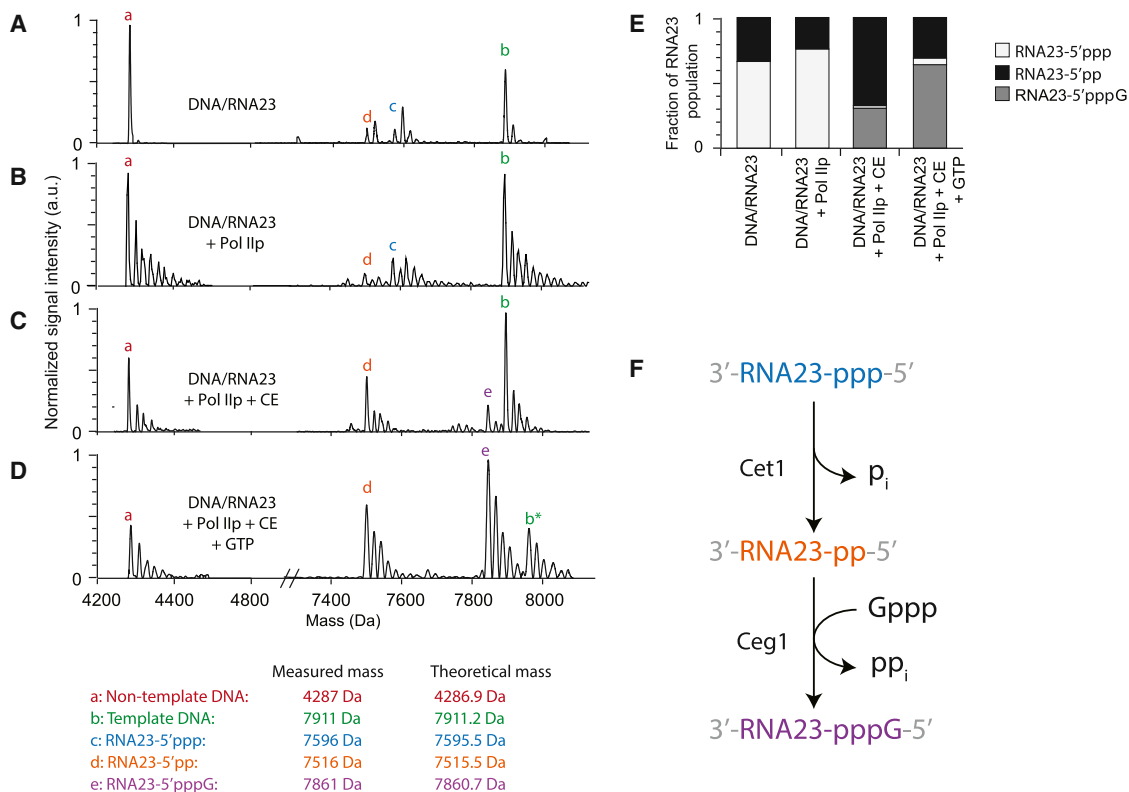 A
1
0
a
DNA/RNA23
d
c
b
B
1
0
a
DNA/RNA23
+ Pol IIp
d
c
b
C
1
0
a
DNA/RNA23
+ Pol IIp + CE
d
e
b
D
1
0
a
DNA/RNA23
+ Pol IIp + CE
+ GTP
d
e
b*
Normalized signal intensity (a.u.)
4200 4400 4800 7400 7600 7800 8000
Mass (Da)
Measured mass Theoretical mass
a: Non-template DNA: 4287 Da 4286.9 Da
b: Template DNA: 7911 Da 7911.2 Da
c: RNA23-5’ppp: 7596 Da 7595.5 Da
d: RNA23-5’pp: 7516 Da 7515.5 Da
e: RNA23-5’pppG: 7861 Da 7860.7 Da
E
1
0
Fraction of RNA23
population
DNA/RNA23
DNA/RNA23
+ Pol IIp
DNA/RNA23
+ Pol IIp + CE
DNA/RNA23
+ Pol IIp + CE
+ GTP
RNA23-5’ppp
RNA23-5’pp
RNA23-5’pppG
F
3’-RNA23-ppp-5’
Cet1
pi
3’-RNA23-pp-5’
Gppp
Ceg1
ppi
3’-RNA23-pppG-5’